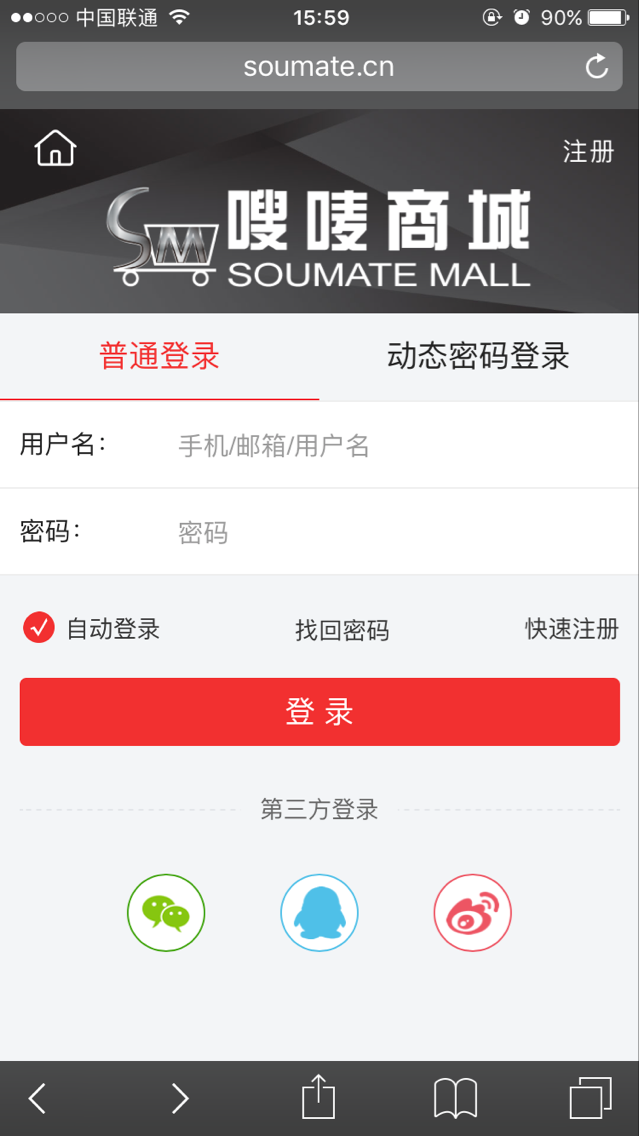 中国联通 15:59 90%
soumate.cn
注册
SM 嗖唛商城
SOUMATE MALL
普通登录 动态密码登录
用户名: 手机/邮箱/用户名
密码: 密码
自动登录 找回密码 快速注册
登录
第三方登录